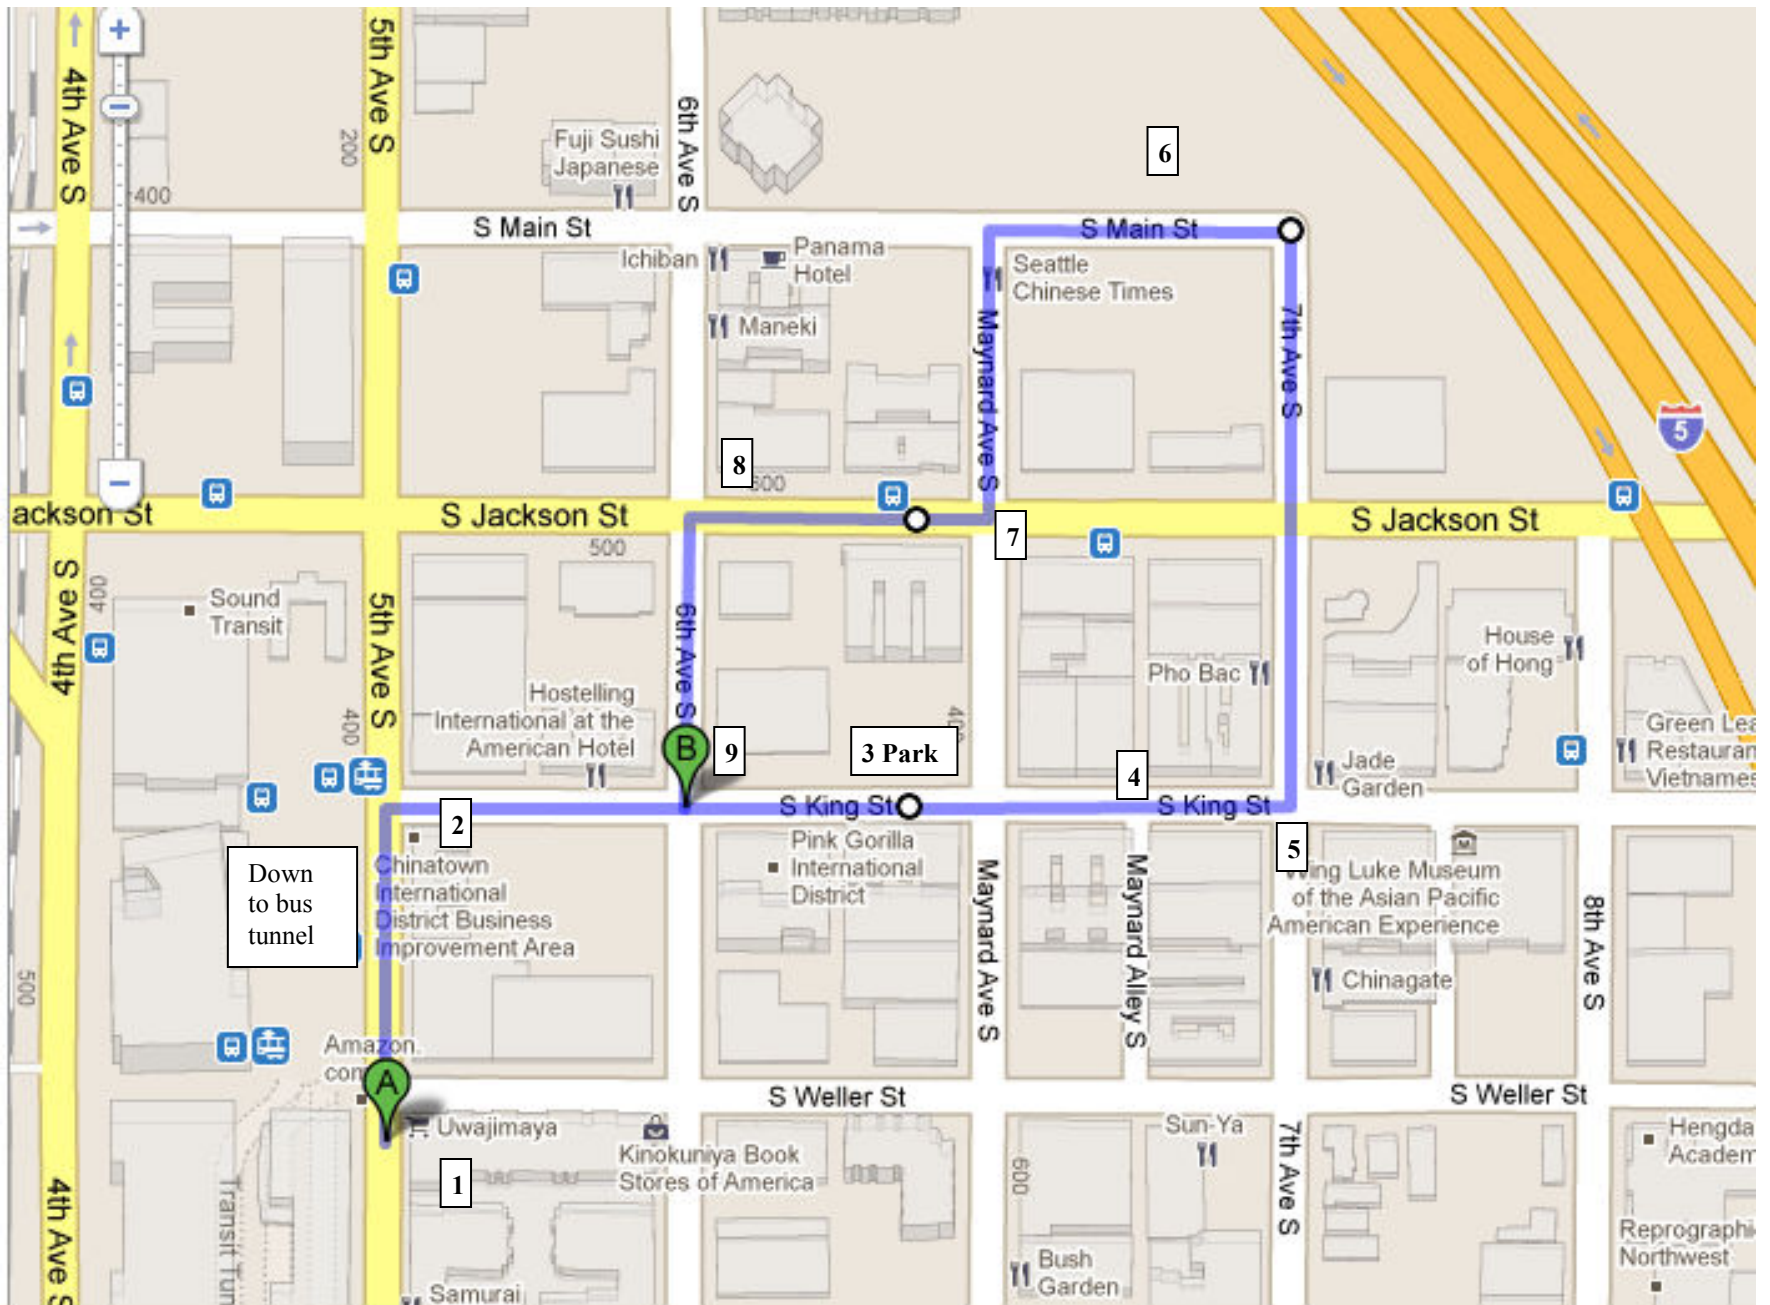 +
4th Ave S
5th Ave S
6th Ave S
200
400
Fuji Sushi
Japanese
6
S Main St
S Main St
Ichiban
Panama
Hotel
Seattle
Chinese Times
Maneki
Maynard Ave S
7th Ave S
5
8
600
ackson St
S Jackson St
S Jackson St
7
500
4th Ave S
400
Sound
Transit
5th Ave S
400
6th Ave S
House
of Hong
Pho Bac
Hostelling
International at the
American Hotel
B
9
3 Park
4
Green Lea
Restauran
Vietnames
Jade
Garden
2
S King St
S King St
5
Down
to bus
tunnel
Chinatown
International
District Business
Improvement Area
Pink Gorilla
International
District
Maynard Ave S
Maynard Alley S
Wing Luke Museum
of the Asian Pacific
American Experience
M
8th Ave S
Chinagate
500
Amazon.
com
A
S Weller St
S Weller St
Uwajimaya
Kinokuniya Book
Stores of America
1
Sun-Ya
7th Ave S
Hengda
Academ
600
4th Ave S
Transit Tun
Bush
Garden
Reprographi
Northwest
Samurai